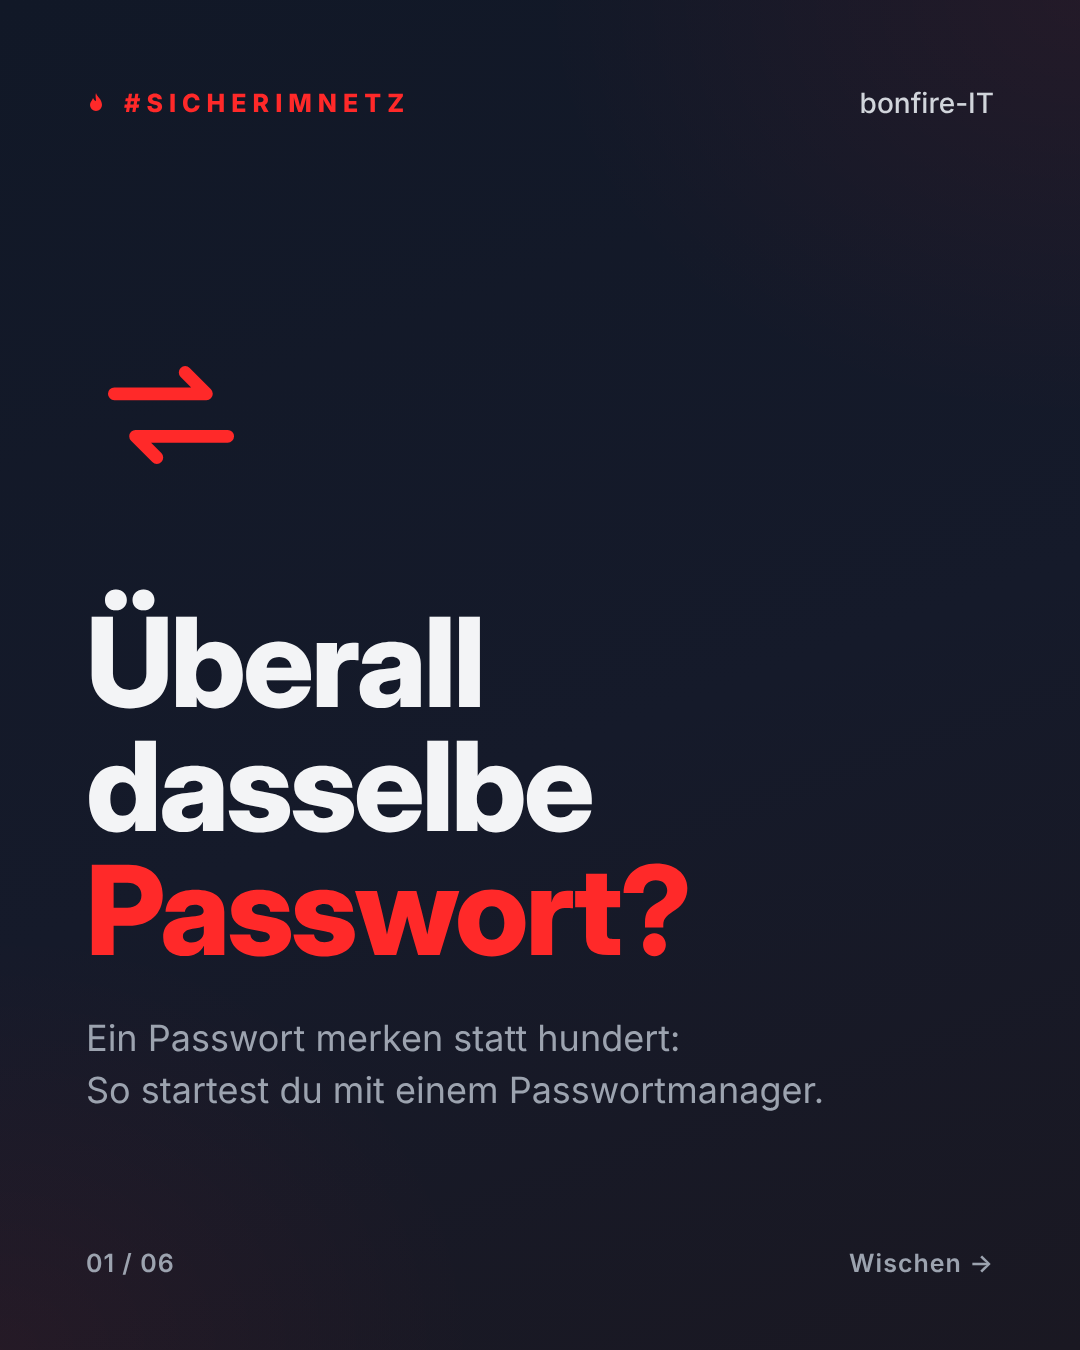 #SICHERIMNETZ
bonfire-IT
Überall
dasselbe
Passwort?
Ein Passwort merken statt hundert:
So startest du mit einem Passwortmanager.
01 / 06
Wischen →